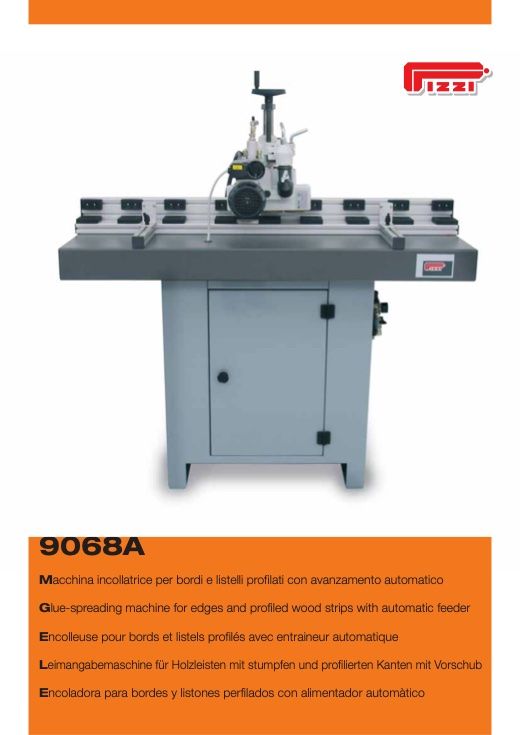 PIZZI
PIZZI
9068A
Macchina incollatrice per bordi e listelli profilati con avanzamento automatico
Glue-spreading machine for edges and profiled wood strips with automatic feeder
Encolleuse pour bords et listels profilés avec entraineur automatique
Leimangabemaschine für Holzleisten mit stumpfen und profilierten Kanten mit Vorschub
Encoladora para bordes y listones perfilados con alimentador automàtico